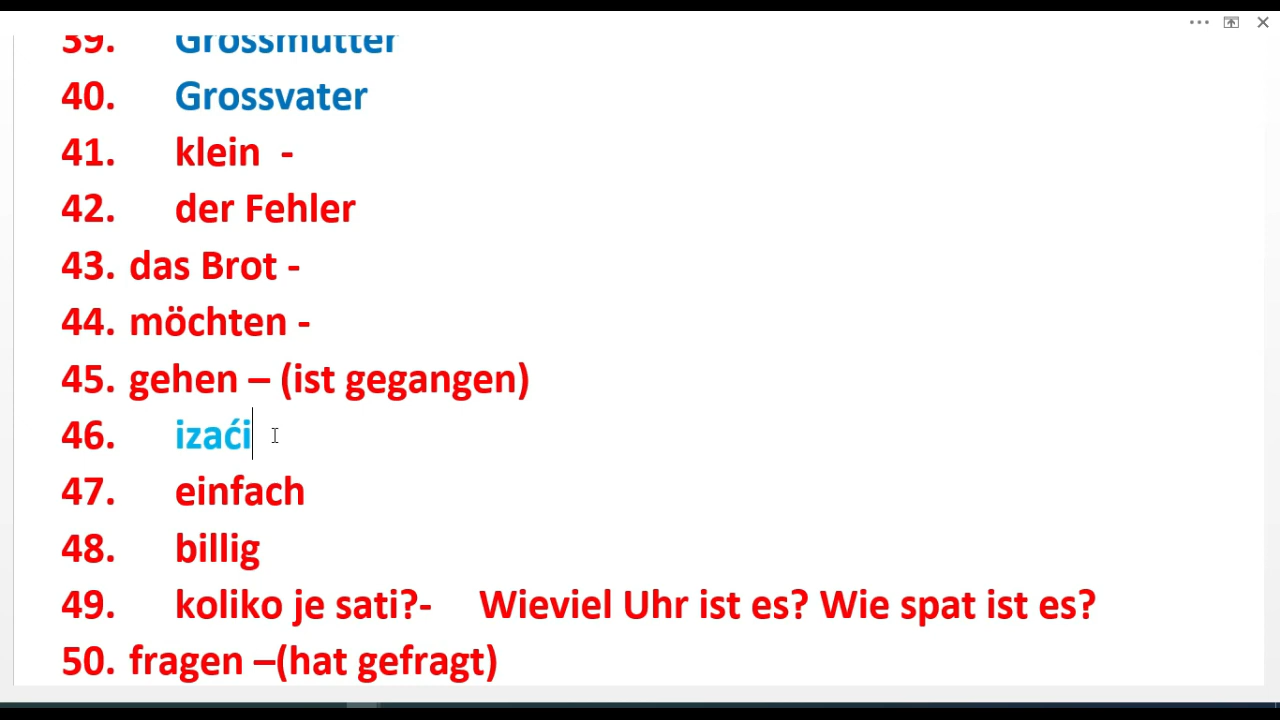 39. Grossmutter
40. Grossvater
41. klein -
42. der Fehler
43. das Brot -
44. möchten -
45. gehen – (ist gegangen)
46. izaći
47. einfach
48. billig
49. koliko je sati?- Wieviel Uhr ist es? Wie spat ist es?
50. fragen –(hat gefragt)